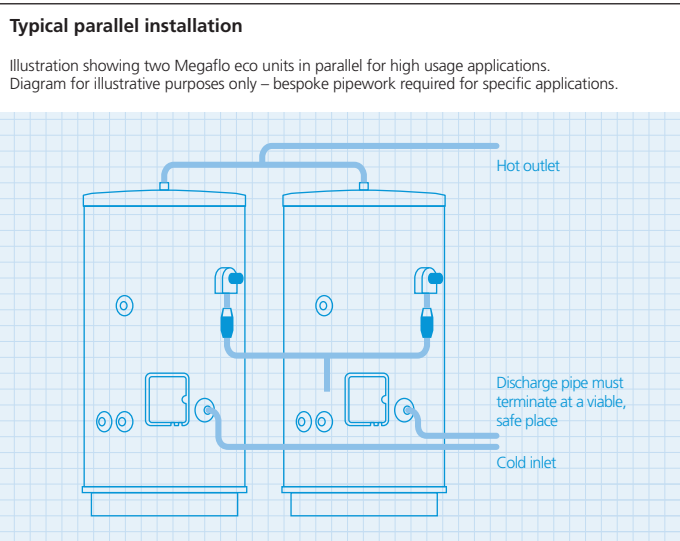 Typical parallel installation
Illustration showing two Megaflo eco units in parallel for high usage applications.
Diagram for illustrative purposes only – bespoke pipework required for specific applications.
Hot outlet
Discharge pipe must
terminate at a viable,
safe place
Cold inlet